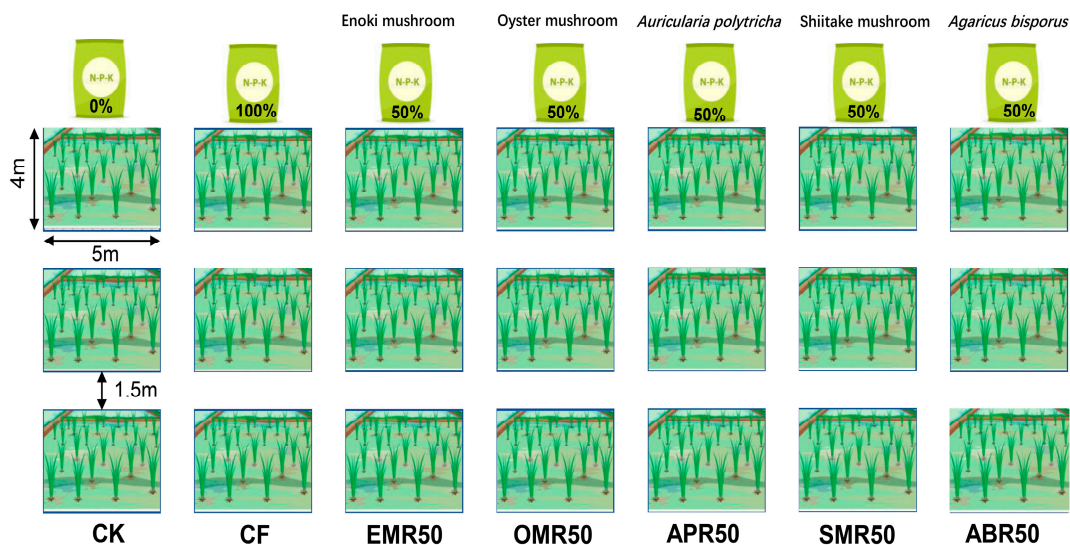 Enoki mushroom Oyster mushroom Auricularia polytricha Shiitake mushroom Agaricus bisporus
N-P-K N-P-K N-P-K N-P-K N-P-K N-P-K N-P-K
0% 100% 50% 50% 50% 50% 50%
4m
5m
1.5m
CK CF EMR50 OMR50 APR50 SMR50 ABR50